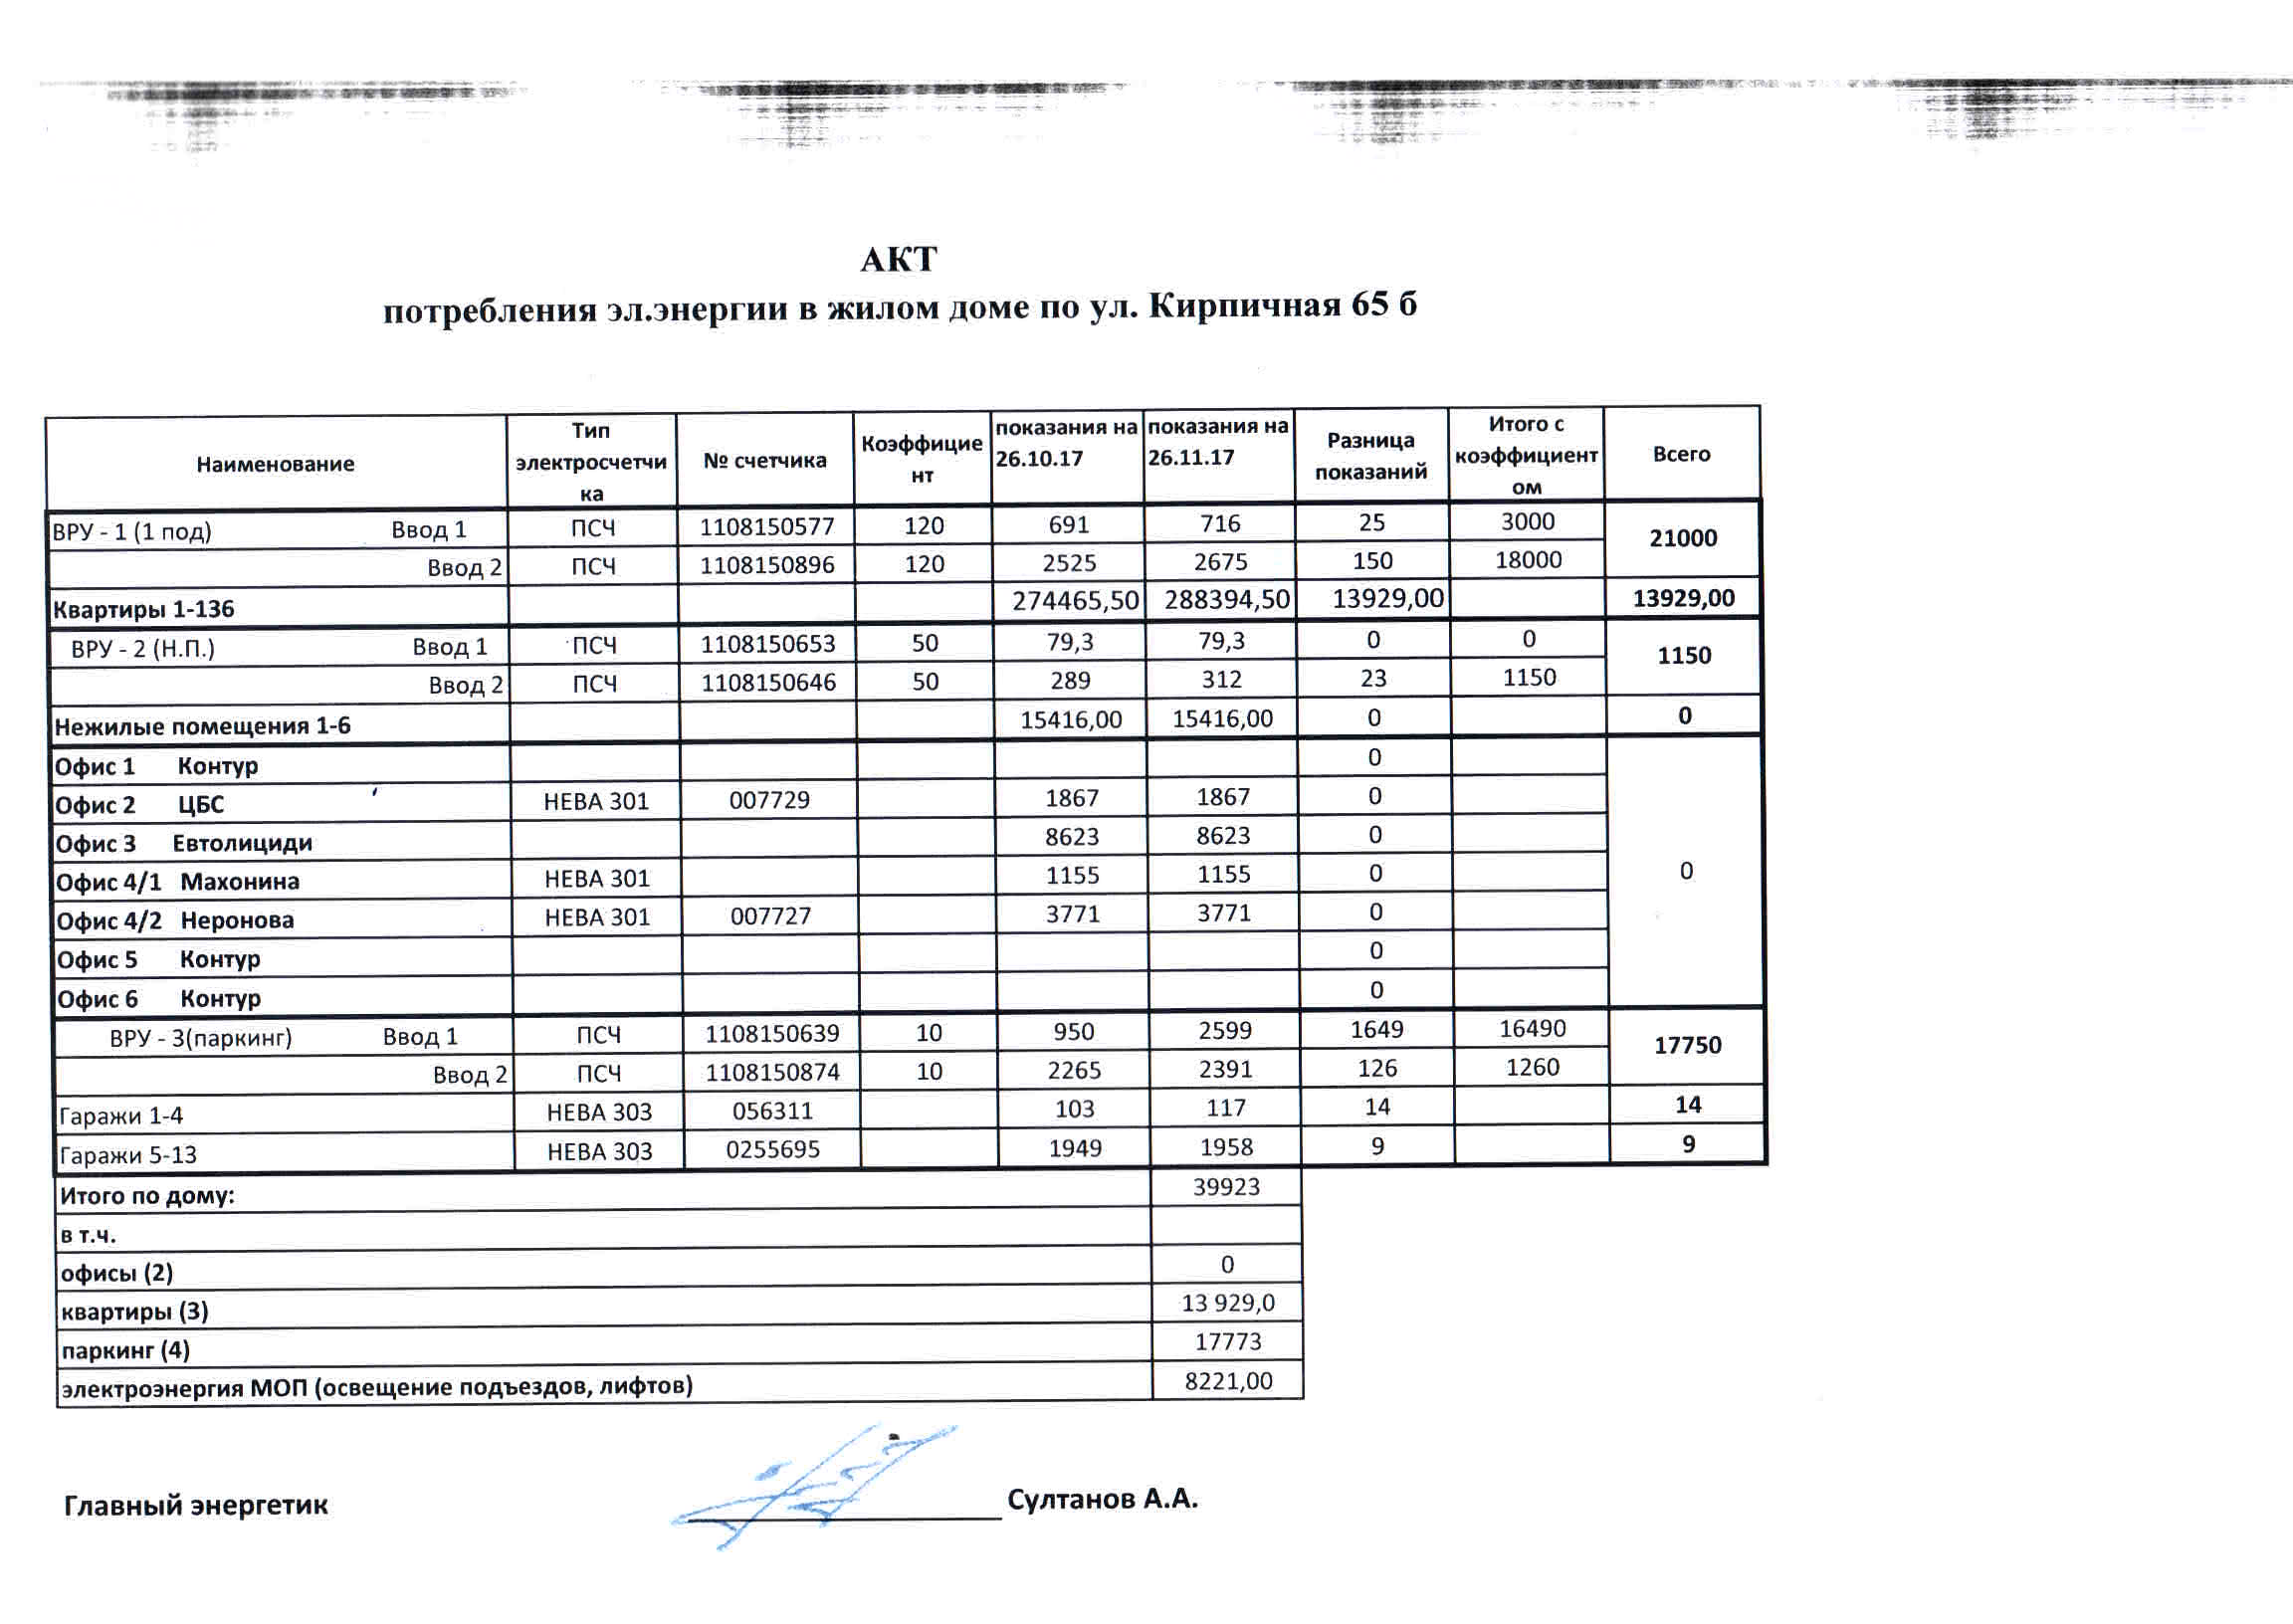 АКТ
потребления эл.энергии в жилом доме по ул. Кирпичная 65 б
Наименование Тип электросчетчика № счетчика Коэффициент показания на 26.10.17 показания на 26.11.17 Разница показаний Итого с коэффициентом Всего
ВРУ - 1 (1 под) Ввод 1 ПСЧ 1108150577 120 691 716 25 3000 21000
Ввод 2 ПСЧ 1108150896 120 2525 2675 150 18000
Квартиры 1-136 274465,50 288394,50 13929,00 13929,00
ВРУ - 2 (Н.П.) Ввод 1 ПСЧ 1108150653 50 79,3 79,3 0 0 1150
Ввод 2 ПСЧ 1108150646 50 289 312 23 1150
Нежилые помещения 1-6 15416,00 15416,00 0 0
Офис 1 Контур 0
Офис 2 ЦБС НЕВА 301 007729 1867 1867 0
Офис 3 Евтолициди 8623 8623 0
Офис 4/1 Махонина НЕВА 301 1155 1155 0 0
Офис 4/2 Неронова НЕВА 301 007727 3771 3771 0
Офис 5 Контур 0
Офис 6 Контур 0
ВРУ - 3(паркинг) Ввод 1 ПСЧ 1108150639 10 950 2599 1649 16490 17750
Ввод 2 ПСЧ 1108150874 10 2265 2391 126 1260
Гаражи 1-4 НЕВА 303 056311 103 117 14 14
Гаражи 5-13 НЕВА 303 0255695 1949 1958 9 9
Итого по дому: 39923
в т.ч.
офисы (2) 0
квартиры (3) 13 929,0
паркинг (4) 17773
электроэнергия МОП (освещение подъездов, лифтов) 8221,00
Главный энергетик Султанов А.А.